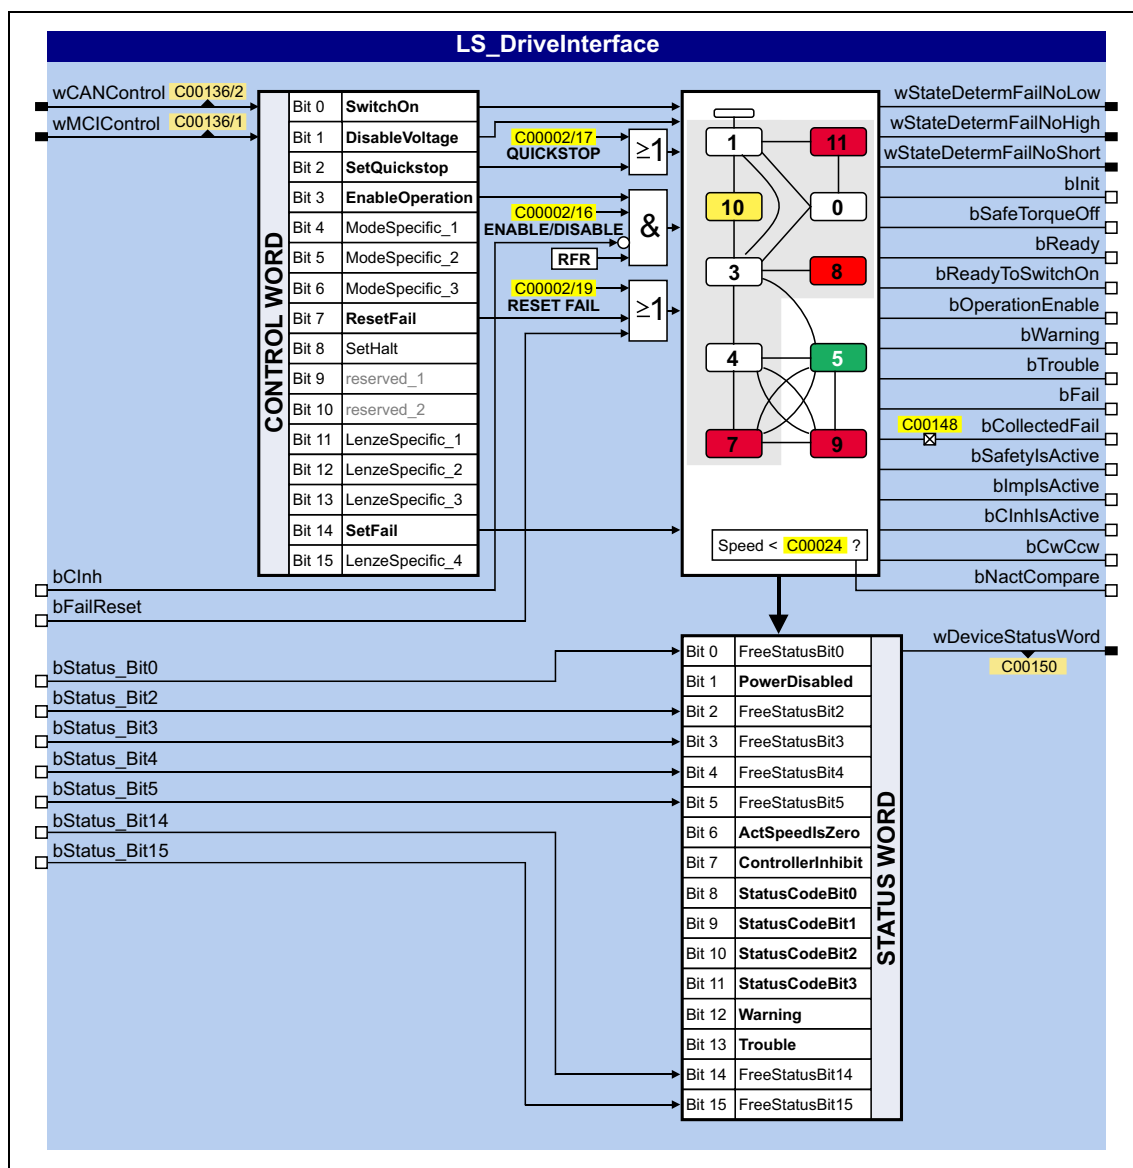 LS_DriveInterface
wCANControl C00136/2
wMCIControl C00136/1
CONTROL WORD
Bit 0 SwitchOn
Bit 1 DisableVoltage
Bit 2 SetQuickstop
Bit 3 EnableOperation
Bit 4 ModeSpecific_1
Bit 5 ModeSpecific_2
Bit 6 ModeSpecific_3
Bit 7 ResetFail
Bit 8 SetHalt
Bit 9 reserved_1
Bit 10 reserved_2
Bit 11 LenzeSpecific_1
Bit 12 LenzeSpecific_2
Bit 13 LenzeSpecific_3
Bit 14 SetFail
Bit 15 LenzeSpecific_4
C00002/17
QUICKSTOP
≥1
C00002/16
ENABLE/DISABLE
&
RFR
C00002/19
RESET FAIL
≥1
1 11
10 0
3 8
4 5
7 9
Speed < C00024 ?
wStateDetermFailNoLow
wStateDetermFailNoHigh
wStateDetermFailNoShort
bInit
bSafeTorqueOff
bReady
bReadyToSwitchOn
bOperationEnable
bWarning
bTrouble
bFail
C00148 bCollectedFail
bSafetyIsActive
bImpIsActive
bCInhIsActive
bCwCcw
bNactCompare
bCInh
bFailReset
bStatus_Bit0
bStatus_Bit2
bStatus_Bit3
bStatus_Bit4
bStatus_Bit5
bStatus_Bit14
bStatus_Bit15
Bit 0 FreeStatusBit0
Bit 1 PowerDisabled
Bit 2 FreeStatusBit2
Bit 3 FreeStatusBit3
Bit 4 FreeStatusBit4
Bit 5 FreeStatusBit5
Bit 6 ActSpeedIsZero
Bit 7 ControllerInhibit
Bit 8 StatusCodeBit0
Bit 9 StatusCodeBit1
Bit 10 StatusCodeBit2
Bit 11 StatusCodeBit3
Bit 12 Warning
Bit 13 Trouble
Bit 14 FreeStatusBit14
Bit 15 FreeStatusBit15
STATUS WORD
wDeviceStatusWord
C00150